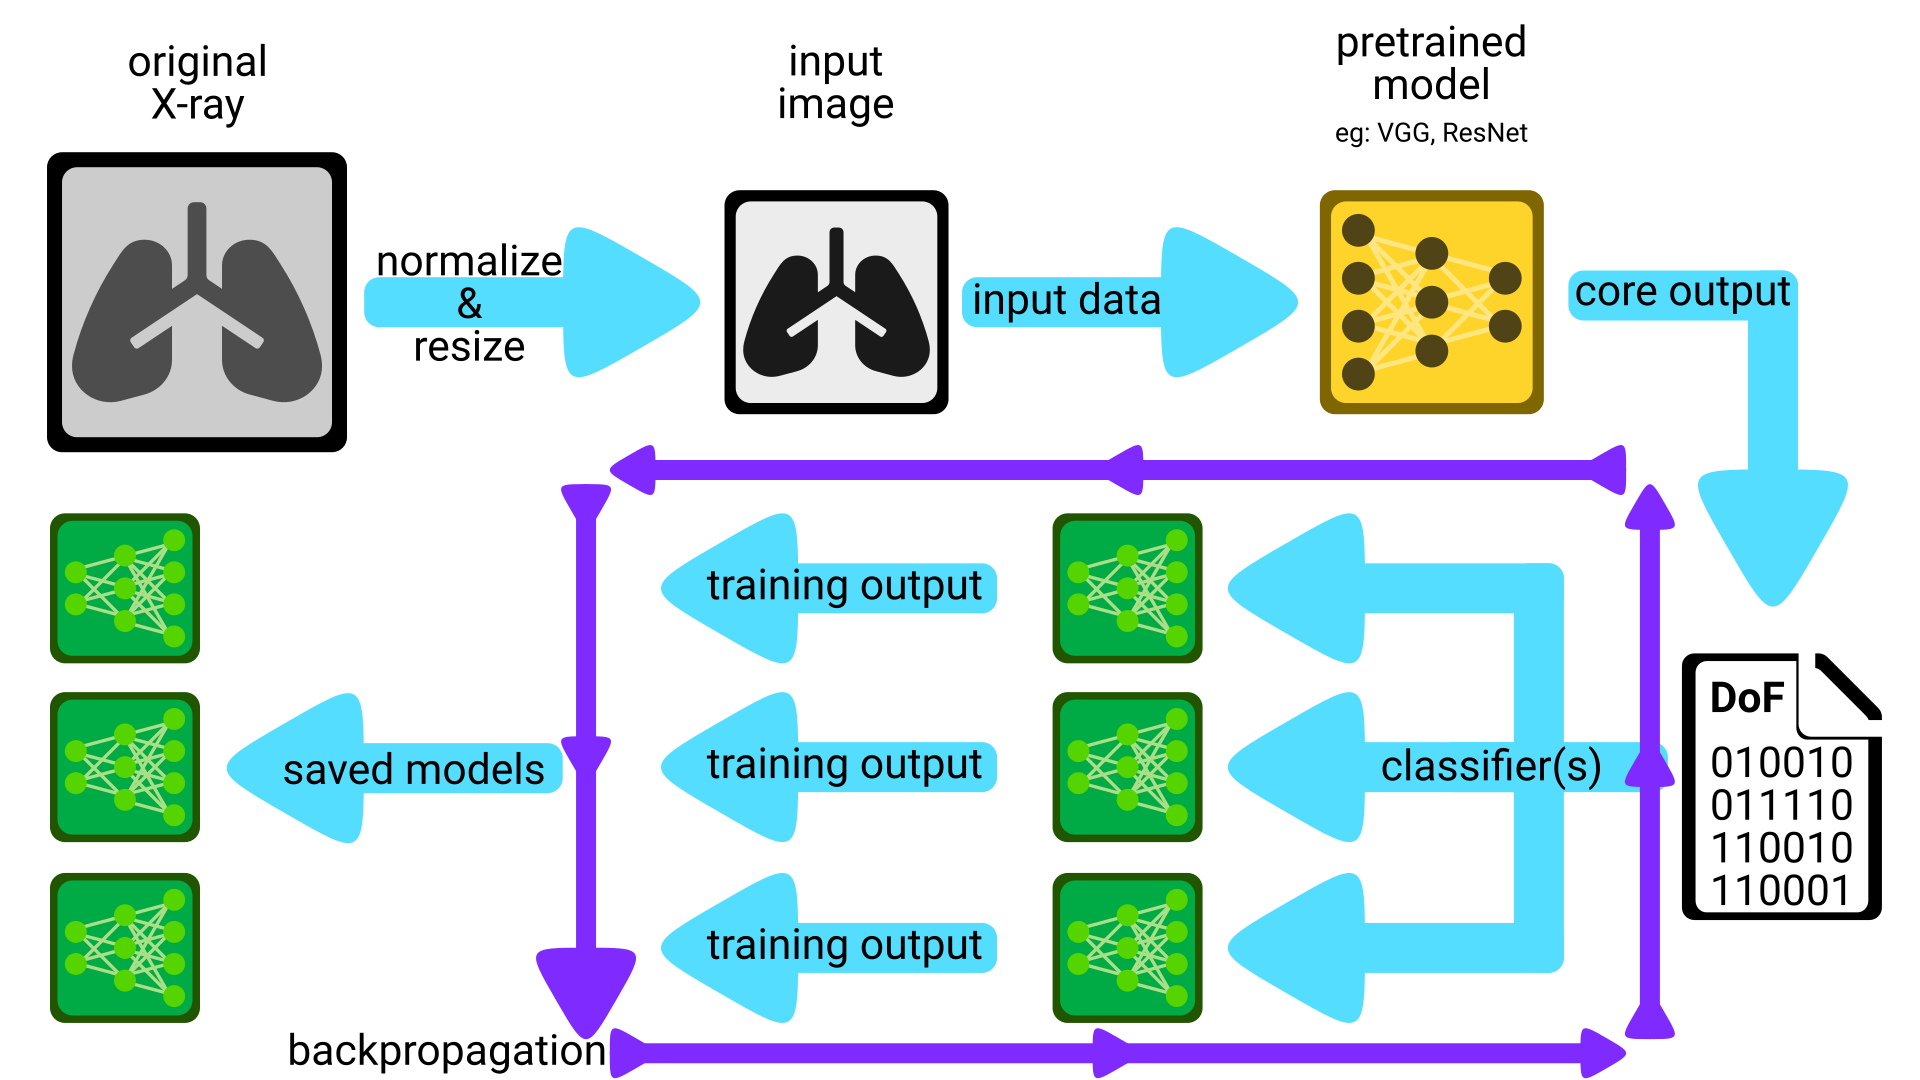 original
X-ray
input
image
pretrained
model
eg: VGG, ResNet
normalize
&
resize
input data
core output
training output
DoF
010010
011110
110010
110001
saved models
training output
classifier(s)
training output
backpropagation